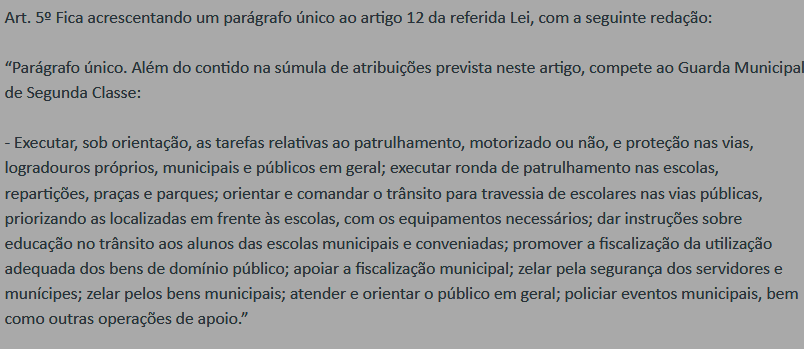 Art. 5º Fica acrescentando um parágrafo único ao artigo 12 da referida Lei, com a seguinte redação:
“Parágrafo único. Além do contido na súmula de atribuições prevista neste artigo, compete ao Guarda Municipal
de Segunda Classe:
- Executar, sob orientação, as tarefas relativas ao patrulhamento, motorizado ou não, e proteção nas vias,
logradouros próprios, municipais e públicos em geral; executar ronda de patrulhamento nas escolas,
repartições, praças e parques; orientar e comandar o trânsito para travessia de escolares nas vias públicas,
priorizando as localizadas em frente às escolas, com os equipamentos necessários; dar instruções sobre
educação no trânsito aos alunos das escolas municipais e conveniadas; promover a fiscalização da utilização
adequada dos bens de domínio público; apoiar a fiscalização municipal; zelar pela segurança dos servidores e
munícipes; zelar pelos bens municipais; atender e orientar o público em geral; policiar eventos municipais, bem
como outras operações de apoio.”